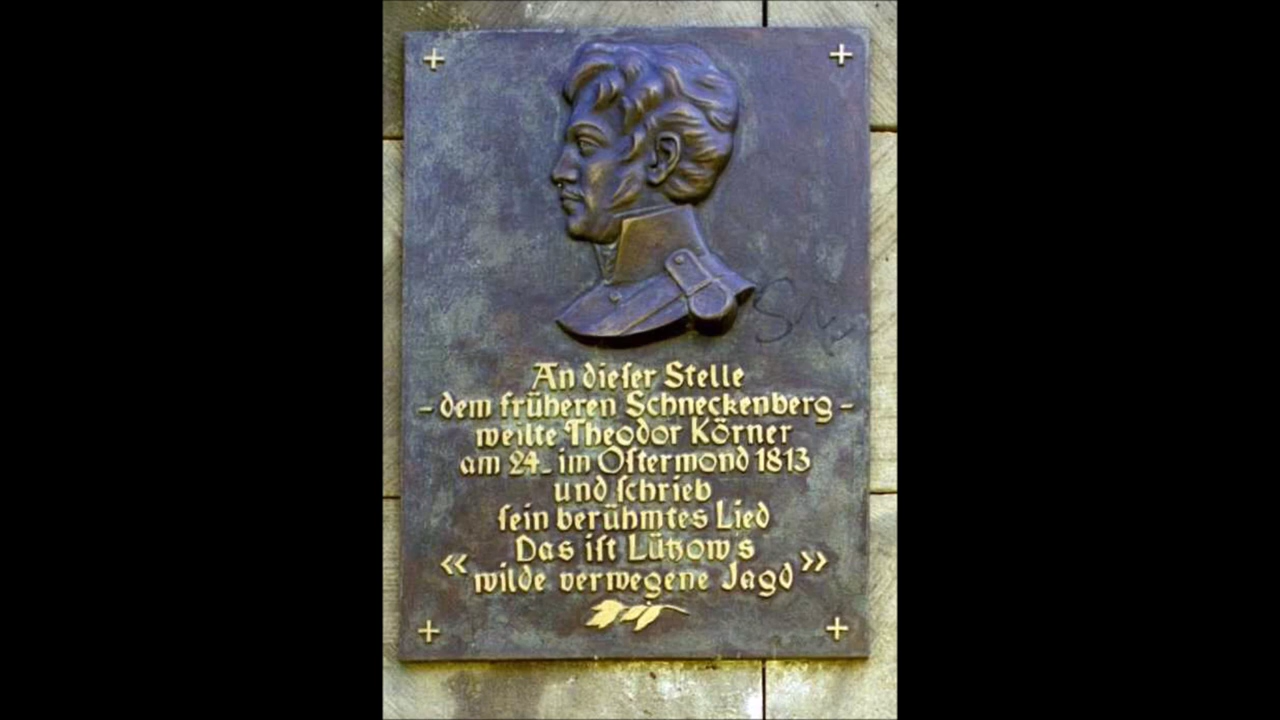 An dieſer Stelle
- dem früheren Schneckenberg -
weilte Theodor Körner
am 24. im Oſtermond 1813
und ſchrieb
ſein berühmtes Lied
Das iſt Lützow's
« wilde verwegene Jagd »